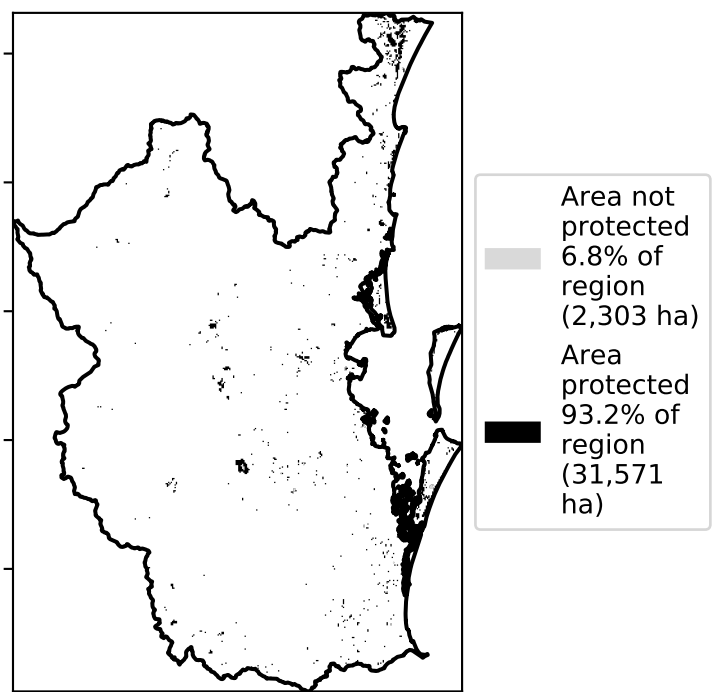 Area not
protected
6.8% of
region
(2,303 ha)
Area
protected
93.2% of
region
(31,571
ha)